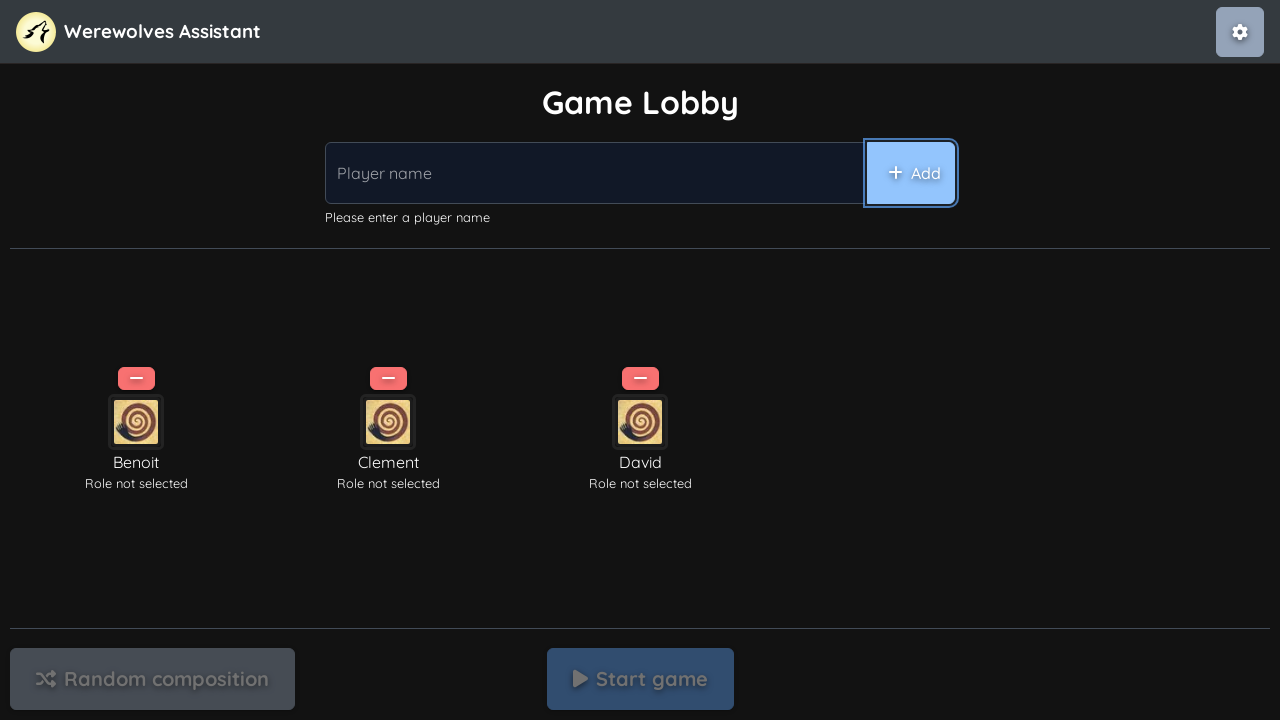 Werewolves Assistant
Game Lobby
Player name
Add
Please enter a player name
Benoit
Role not selected
Clement
Role not selected
David
Role not selected
Random composition
Start game